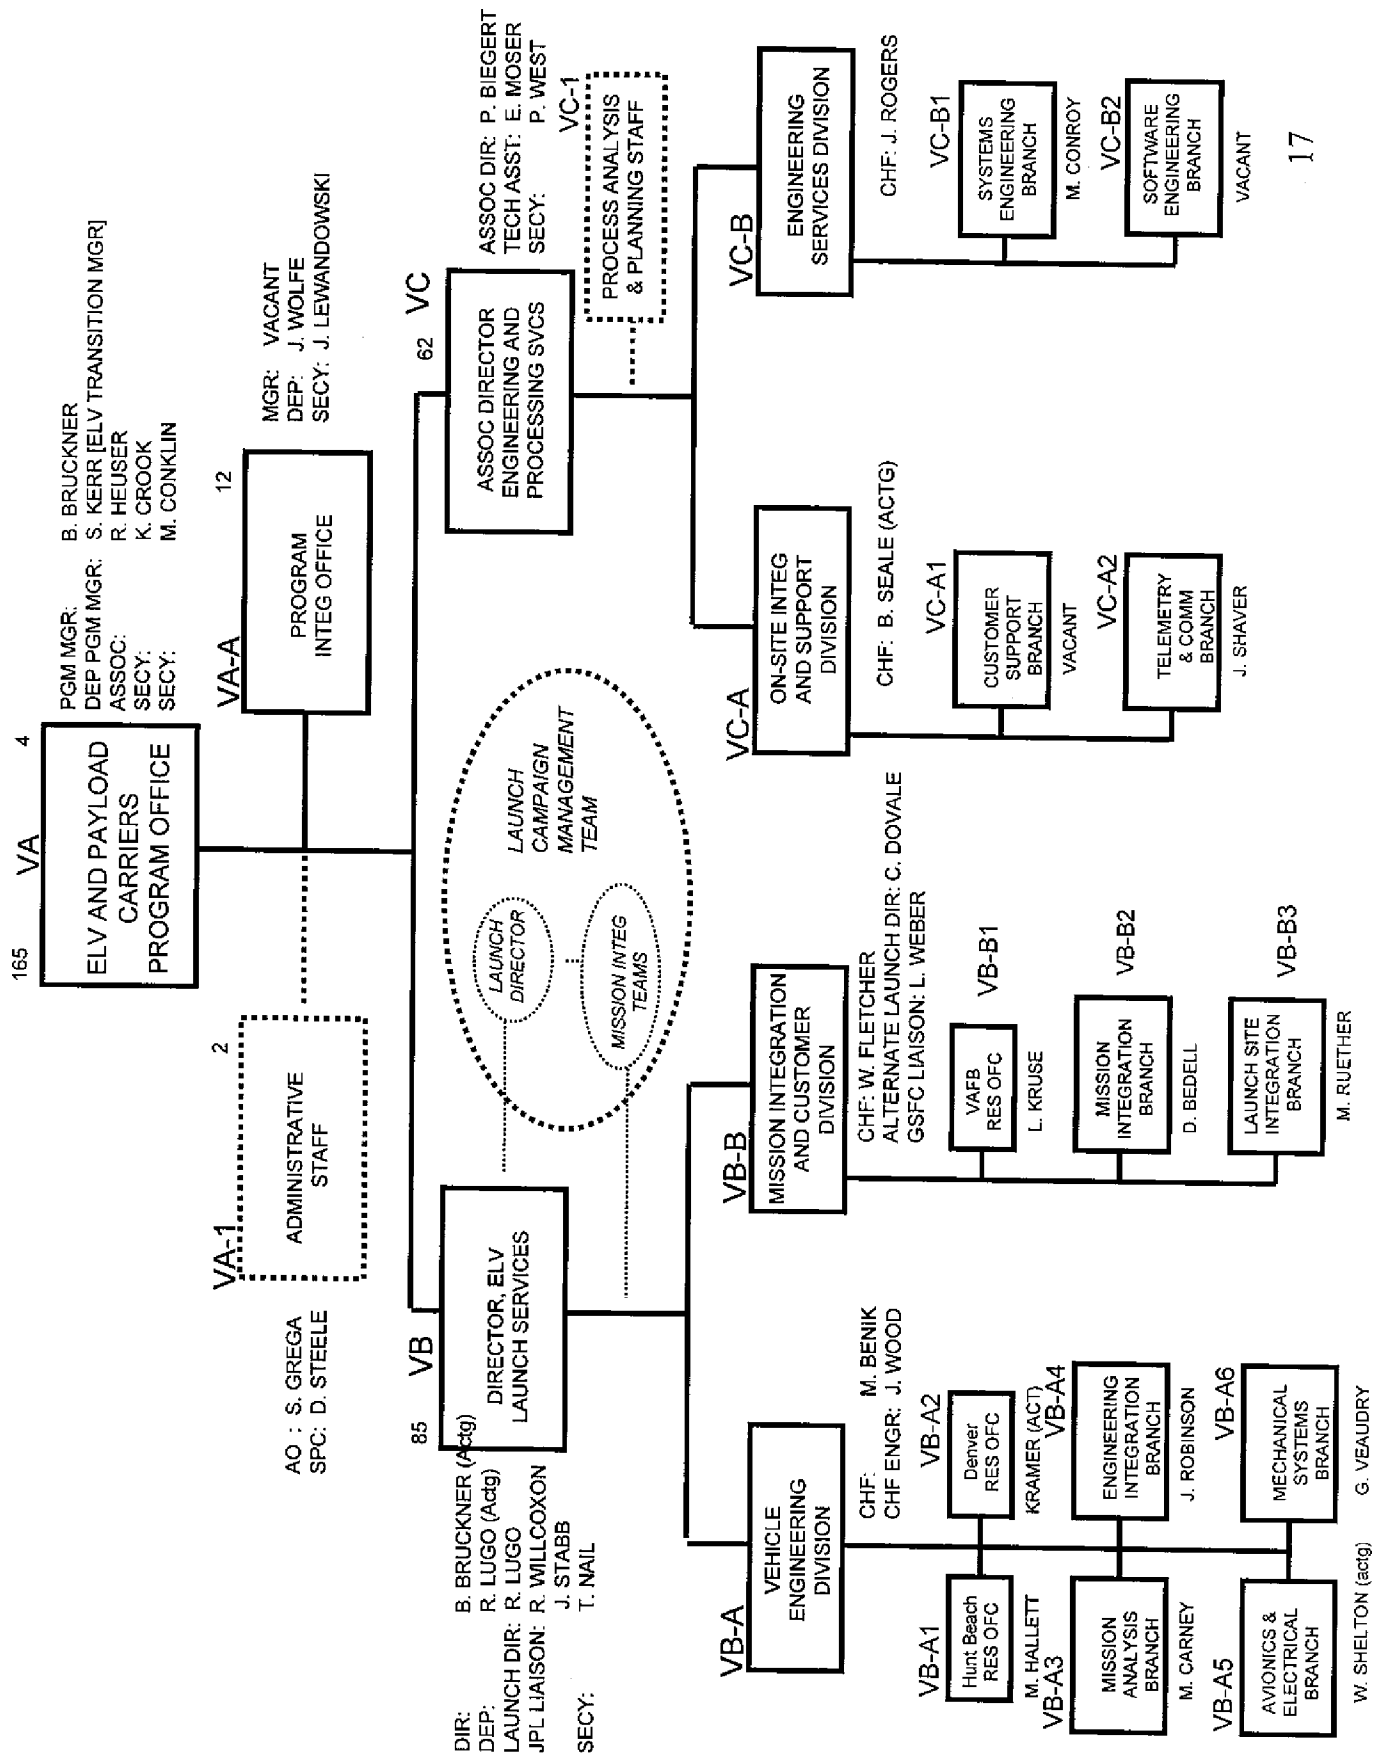 165
VA
4
ELV AND PAYLOAD
CARRIERS
PROGRAM OFFICE
PGM MGR: B. BRUCKNER
DEP PGM MGR: S. KERR [ELV TRANSITION MGR]
ASSOC: R. HEUSER
SECY: K. CROOK
SECY: M. CONKLIN
VA-1
2
ADMINISTRATIVE
STAFF
AO : S. GREGA
SPC: D. STEELE
VA-A
12
PROGRAM
INTEG OFFICE
MGR: VACANT
DEP: J. WOLFE
SECY: J. LEWANDOWSKI
85
VB
DIRECTOR, ELV
LAUNCH SERVICES
DIR: B. BRUCKNER (Actg)
DEP: R. LUGO (Actg)
LAUNCH DIR: R. LUGO
JPL LIAISON: R. WILLCOXON
J. STABB
SECY: T. NAIL
LAUNCH
DIRECTOR
MISSION INTEG
TEAMS
LAUNCH
CAMPAIGN
MANAGEMENT
TEAM
62
VC
ASSOC DIRECTOR
ENGINEERING AND
PROCESSING SVCS
ASSOC DIR: P. BIEGERT
TECH ASST: E. MOSER
SECY: P. WEST
VC-1
PROCESS ANALYSIS
& PLANNING STAFF
VB-A
VEHICLE
ENGINEERING
DIVISION
CHF: M. BENIK
CHF ENGR: J. WOOD
VB-A1
Hunt Beach
RES OFC
M. HALLETT
VB-A2
Denver
RES OFC
KRAMER (ACT)
VB-A3
MISSION
ANALYSIS
BRANCH
M. CARNEY
VB-A4
ENGINEERING
INTEGRATION
BRANCH
J. ROBINSON
VB-A5
AVIONICS &
ELECTRICAL
BRANCH
W. SHELTON (actg)
VB-A6
MECHANICAL
SYSTEMS
BRANCH
G. VEAUDRY
VB-B
MISSION INTEGRATION
AND CUSTOMER
DIVISION
CHF: W. FLETCHER
ALTERNATE LAUNCH DIR: C. DOVALE
GSFC LIAISON: L. WEBER
VB-B1
VAFB
RES OFC
L. KRUSE
VB-B2
MISSION
INTEGRATION
BRANCH
D. BEDELL
VB-B3
LAUNCH SITE
INTEGRATION
BRANCH
M. RUETHER
VC-A
ON-SITE INTEG
AND SUPPORT
DIVISION
CHF: B. SEALE (ACTG)
VC-A1
CUSTOMER
SUPPORT
BRANCH
VACANT
VC-A2
TELEMETRY
& COMM
BRANCH
J. SHAVER
VC-B
ENGINEERING
SERVICES DIVISION
CHF: J. ROGERS
VC-B1
SYSTEMS
ENGINEERING
BRANCH
M. CONROY
VC-B2
SOFTWARE
ENGINEERING
BRANCH
VACANT
17